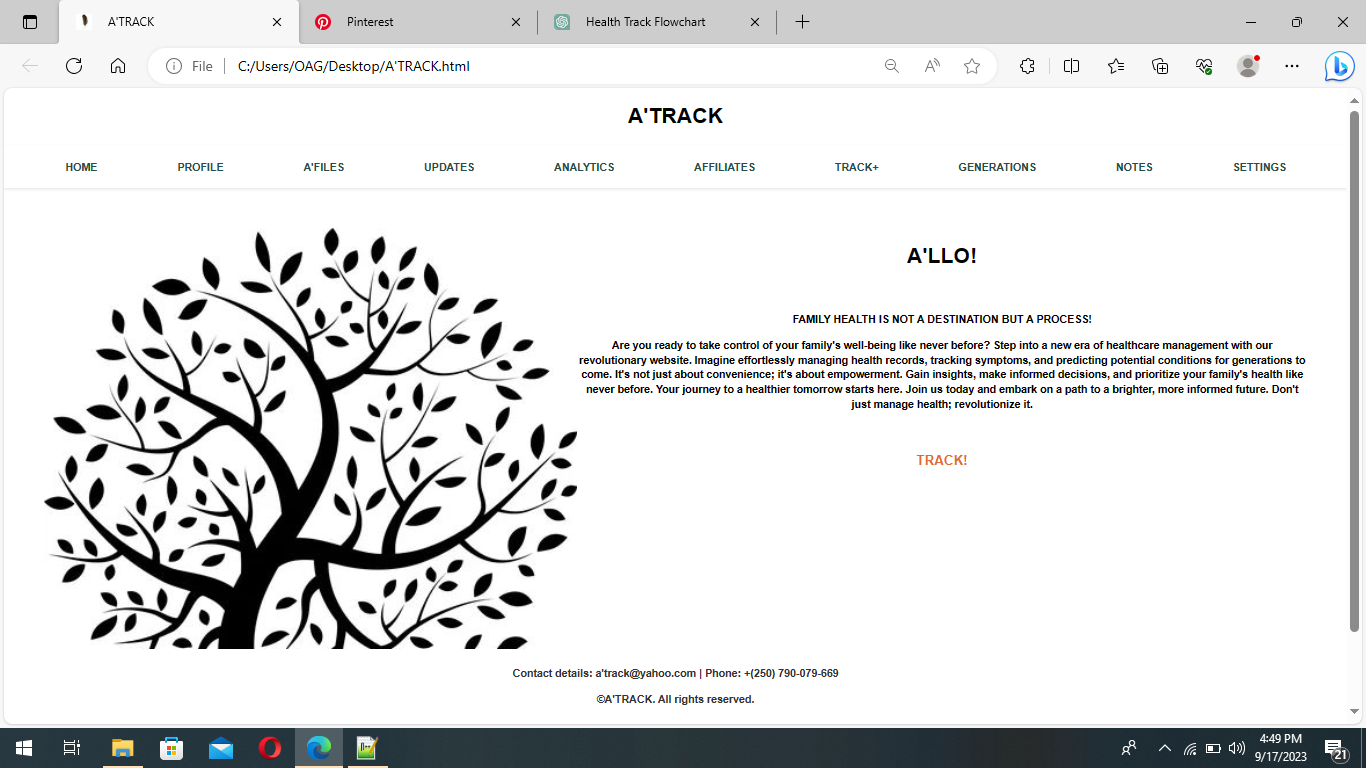 A'TRACK
Pinterest
Health Track Flowchart
File
C:/Users/OAG/Desktop/A'TRACK.html
A'TRACK
HOME PROFILE A'FILES UPDATES ANALYTICS AFFILIATES TRACK+ GENERATIONS NOTES SETTINGS
A'LLO!
FAMILY HEALTH IS NOT A DESTINATION BUT A PROCESS!
Are you ready to take control of your family's well-being like never before? Step into a new era of healthcare management with our
revolutionary website. Imagine effortlessly managing health records, tracking symptoms, and predicting potential conditions for generations to
come. It's not just about convenience; it's about empowerment. Gain insights, make informed decisions, and prioritize your family's health like
never before. Your journey to a healthier tomorrow starts here. Join us today and embark on a path to a brighter, more informed future. Don't
just manage health; revolutionize it.
TRACK!
Contact details: a'track@yahoo.com | Phone: +(250) 790-079-669
©A'TRACK. All rights reserved.
4:49 PM
9/17/2023
21